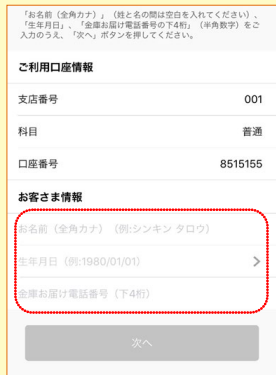 「お名前（全角カナ）」（姓と名の間は空白を入れてください）、
「生年月日」、「金庫お届け電話番号の下4桁」（半角数字）をご
入力のうえ、「次へ」ボタンを押してください。
ご利用口座情報
支店番号 001
科目 普通
口座番号 8515155
お客さま情報
お名前（全角カナ）（例:シンキン タロウ）
生年月日（例:1980/01/01）
金庫お届け電話番号（下4桁）
次へ